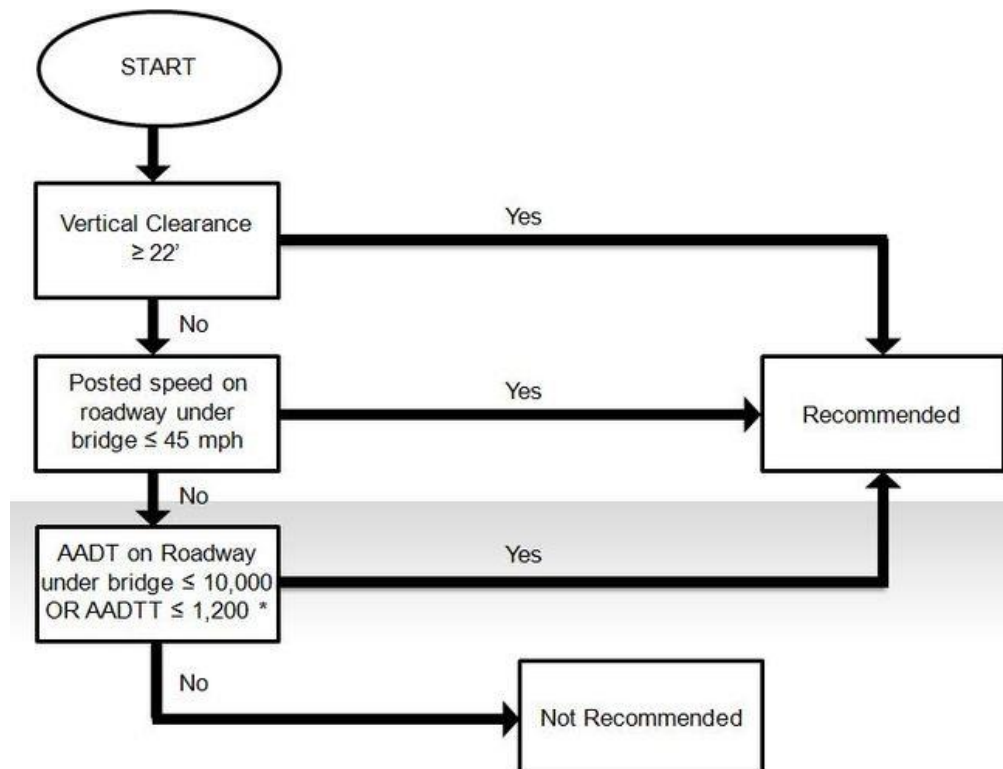 START
Vertical Clearance
≥ 22’
Yes
No
Posted speed on
roadway under
bridge ≤ 45 mph
Yes
Recommended
No
AADT on Roadway
under bridge ≤ 10,000
OR AADTT ≤ 1,200 *
Yes
No
Not Recommended